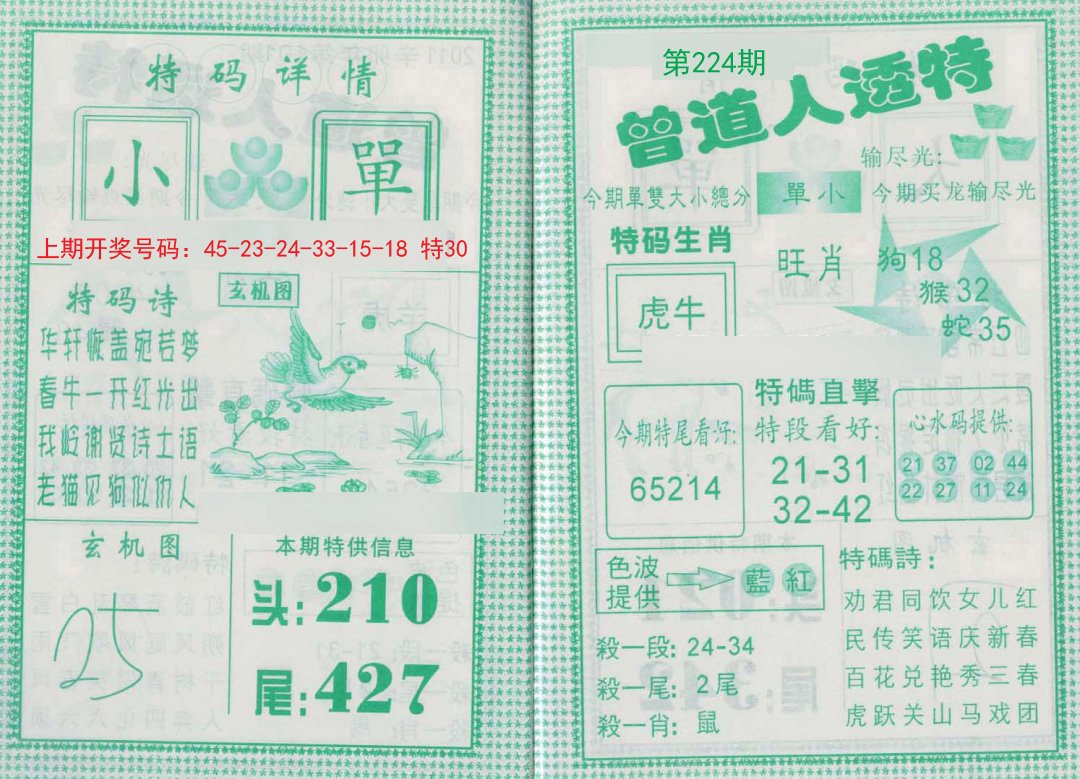 特码详情
小 單
上期开奖号码：45-23-24-33-15-18 特30
特码诗
华轩帷盖宛若梦
春牛一开红光出
我岭谢贤诗士语
老猫见狗似仇人
玄机图
玄机图
25
本期特供信息
头:210
尾:427
第224期
曾道人透特
输尽光:
今期單雙大小總分 單小 今期买龙输尽光
特码生肖
虎牛
旺肖
狗18
猴32
蛇35
今期特尾看好:
65214
特碼直擊
特段看好:
21-31
32-42
心水码提供:
21 37 02 44
22 27 11 24
色波
提供
藍 紅
殺一段: 24-34
殺一尾: 2尾
殺一肖: 鼠
特碼詩:
劝君同饮女儿红
民传笑语庆新春
百花兑艳秀三春
虎跃关山马戏团